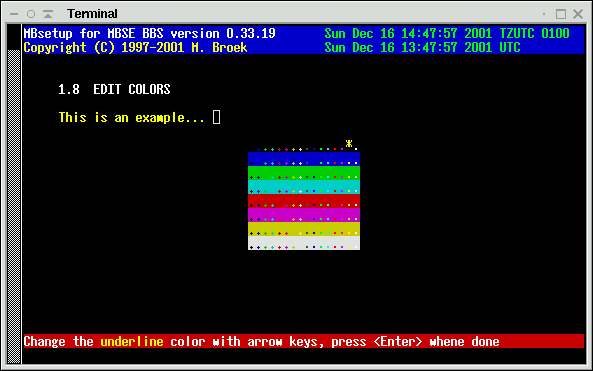 Terminal
MBsetup for MBSE BBS version 0.33.19 Sun Dec 16 14:47:57 2001 TZUTC 0100
Copyright (C) 1997-2001 M. Broek Sun Dec 16 13:47:57 2001 UTC
1.8 EDIT COLORS
This is an example...
Change the underline color with arrow keys, press <Enter> whene done